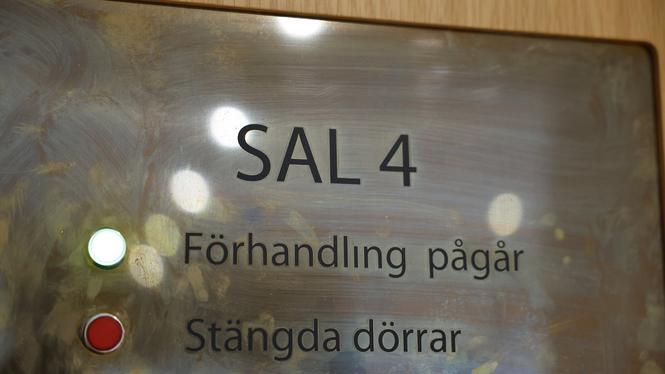 SAL 4
Förhandling pågår
Stängda dörrar